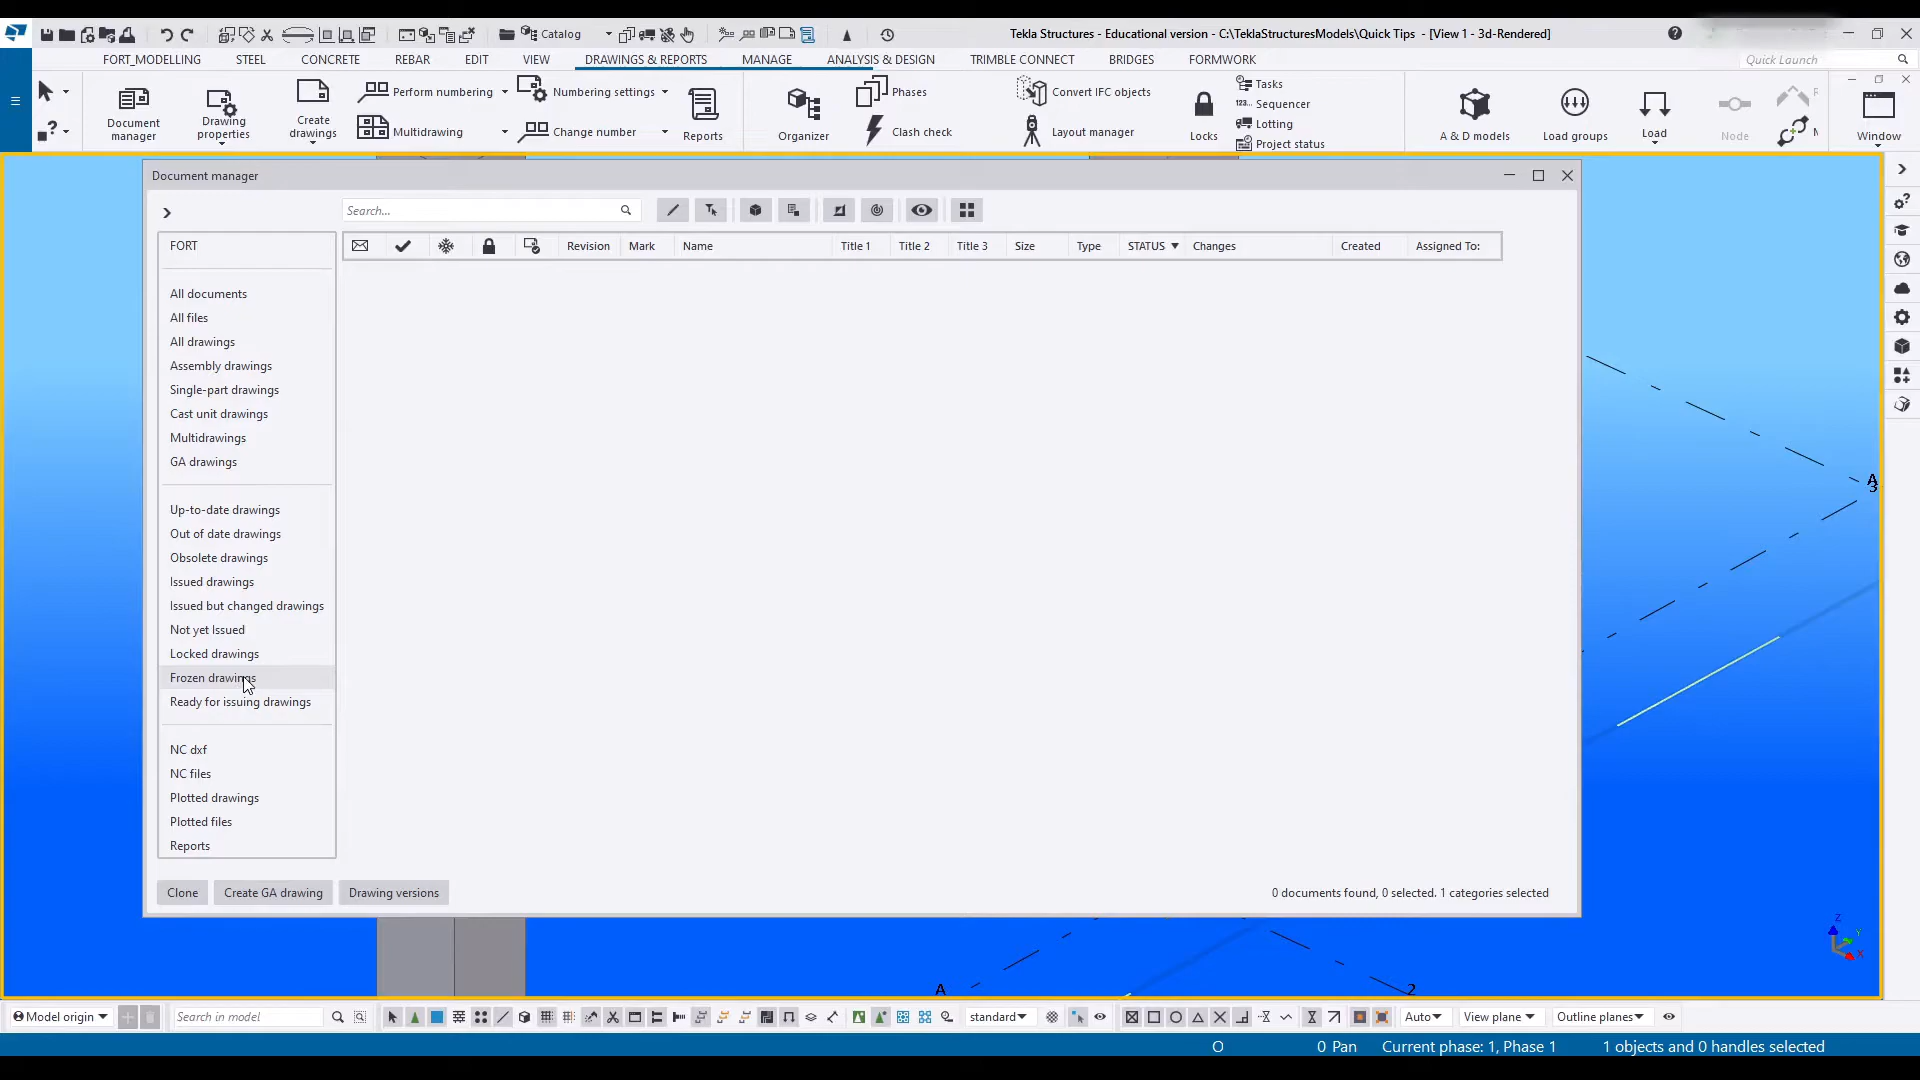 Catalog
Tekla Structures - Educational version - C:\TeklaStructuresModels\Quick Tips - [View 1 - 3d-Rendered]
FORT_MODELLING STEEL CONCRETE REBAR EDIT VIEW DRAWINGS & REPORTS MANAGE ANALYSIS & DESIGN TRIMBLE CONNECT BRIDGES FORMWORK Quick Launch
Document manager
Drawing properties
Create drawings
Perform numbering
Multidrawing
Numbering settings
Change number
Reports
Organizer
Phases
Clash check
Convert IFC objects
Layout manager
Locks
Tasks
123... Sequencer
Lotting
Project status
A & D models
Load groups
Load
Node
Window
Document manager
Search...
FORT
Revision Mark Name Title 1 Title 2 Title 3 Size Type STATUS Changes Created Assigned To:
All documents
All files
All drawings
Assembly drawings
Single-part drawings
Cast unit drawings
Multidrawings
GA drawings
Up-to-date drawings
Out of date drawings
Obsolete drawings
Issued drawings
Issued but changed drawings
Not yet Issued
Locked drawings
Frozen drawings
Ready for issuing drawings
NC dxf
NC files
Plotted drawings
Plotted files
Reports
Clone Create GA drawing Drawing versions 0 documents found, 0 selected. 1 categories selected
A
3
Z
Y
X
A 2
Model origin Search in model standard Auto View plane Outline planes
O 0 Pan Current phase: 1, Phase 1 1 objects and 0 handles selected